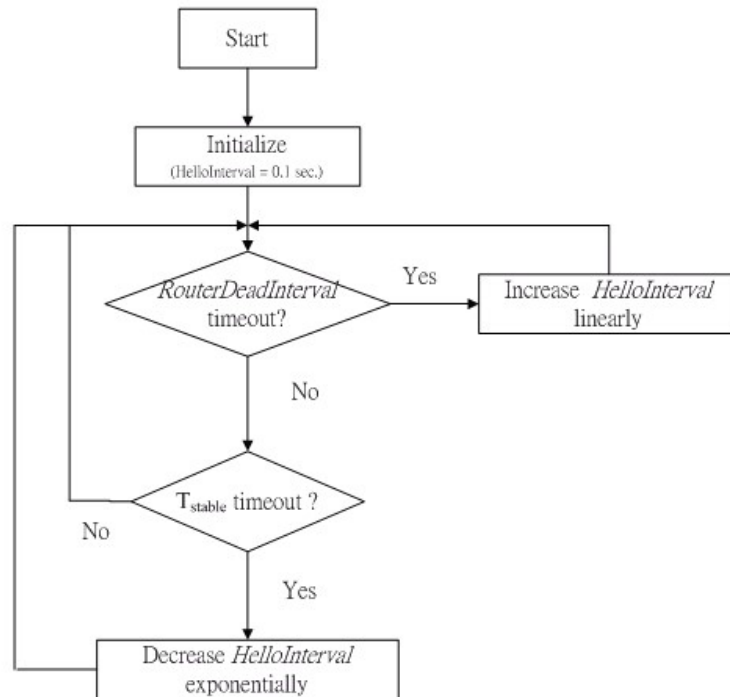 Start
Initialize
(HelloInterval = 0.1 sec.)
RouterDeadInterval
timeout?
Yes
Increase HelloInterval
linearly
No
Tstable timeout ?
No
Yes
Decrease HelloInterval
exponentially